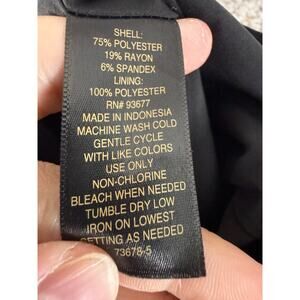 SHELL:
75% POLYESTER
19% RAYON
6% SPANDEX
LINING:
100% POLYESTER
RN# 93677
MADE IN INDONESIA
MACHINE WASH COLD
GENTLE CYCLE
WITH LIKE COLORS
USE ONLY
NON-CHLORINE
BLEACH WHEN NEEDED
TUMBLE DRY LOW
IRON ON LOWEST
SETTING AS NEEDED
73678-5